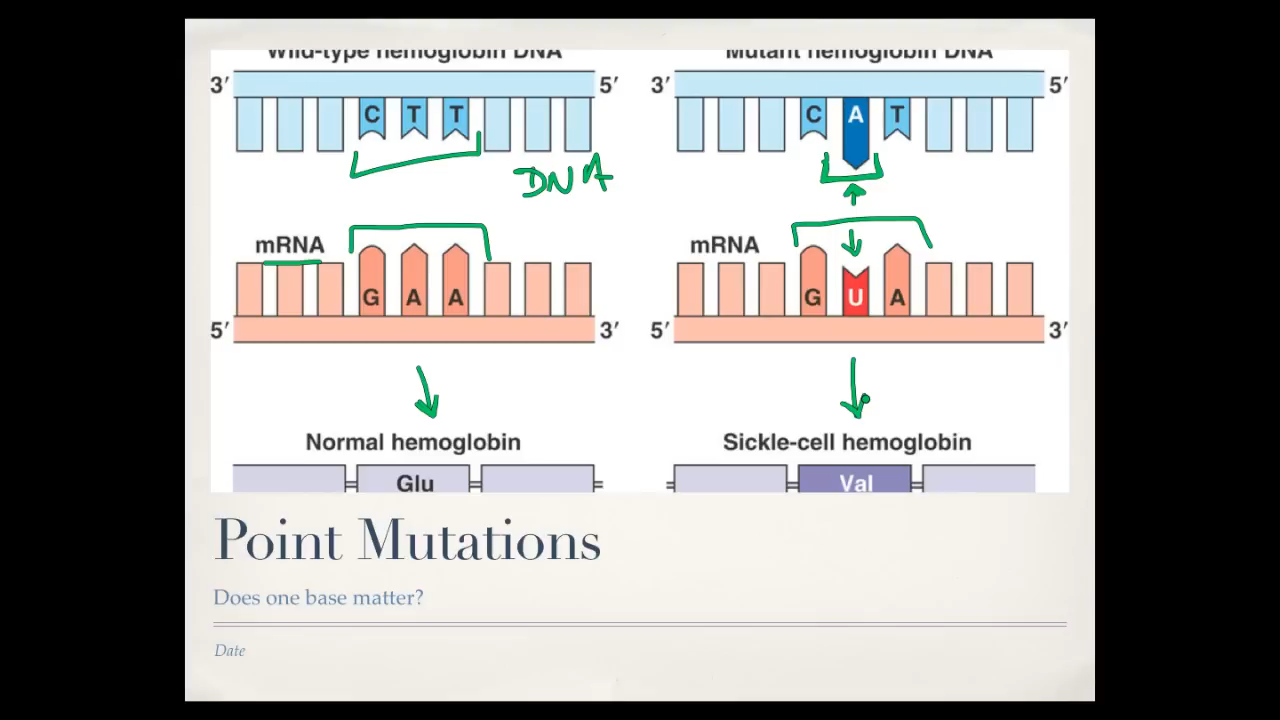 Wild-type hemoglobin DNA
3′ 5′
C T T
DNA
mRNA
G A A
5′ 3′
Normal hemoglobin
Glu
Mutant hemoglobin DNA
3′ 5′
C A T
mRNA
G U A
5′ 3′
Sickle-cell hemoglobin
Val
Point Mutations
Does one base matter?
Date